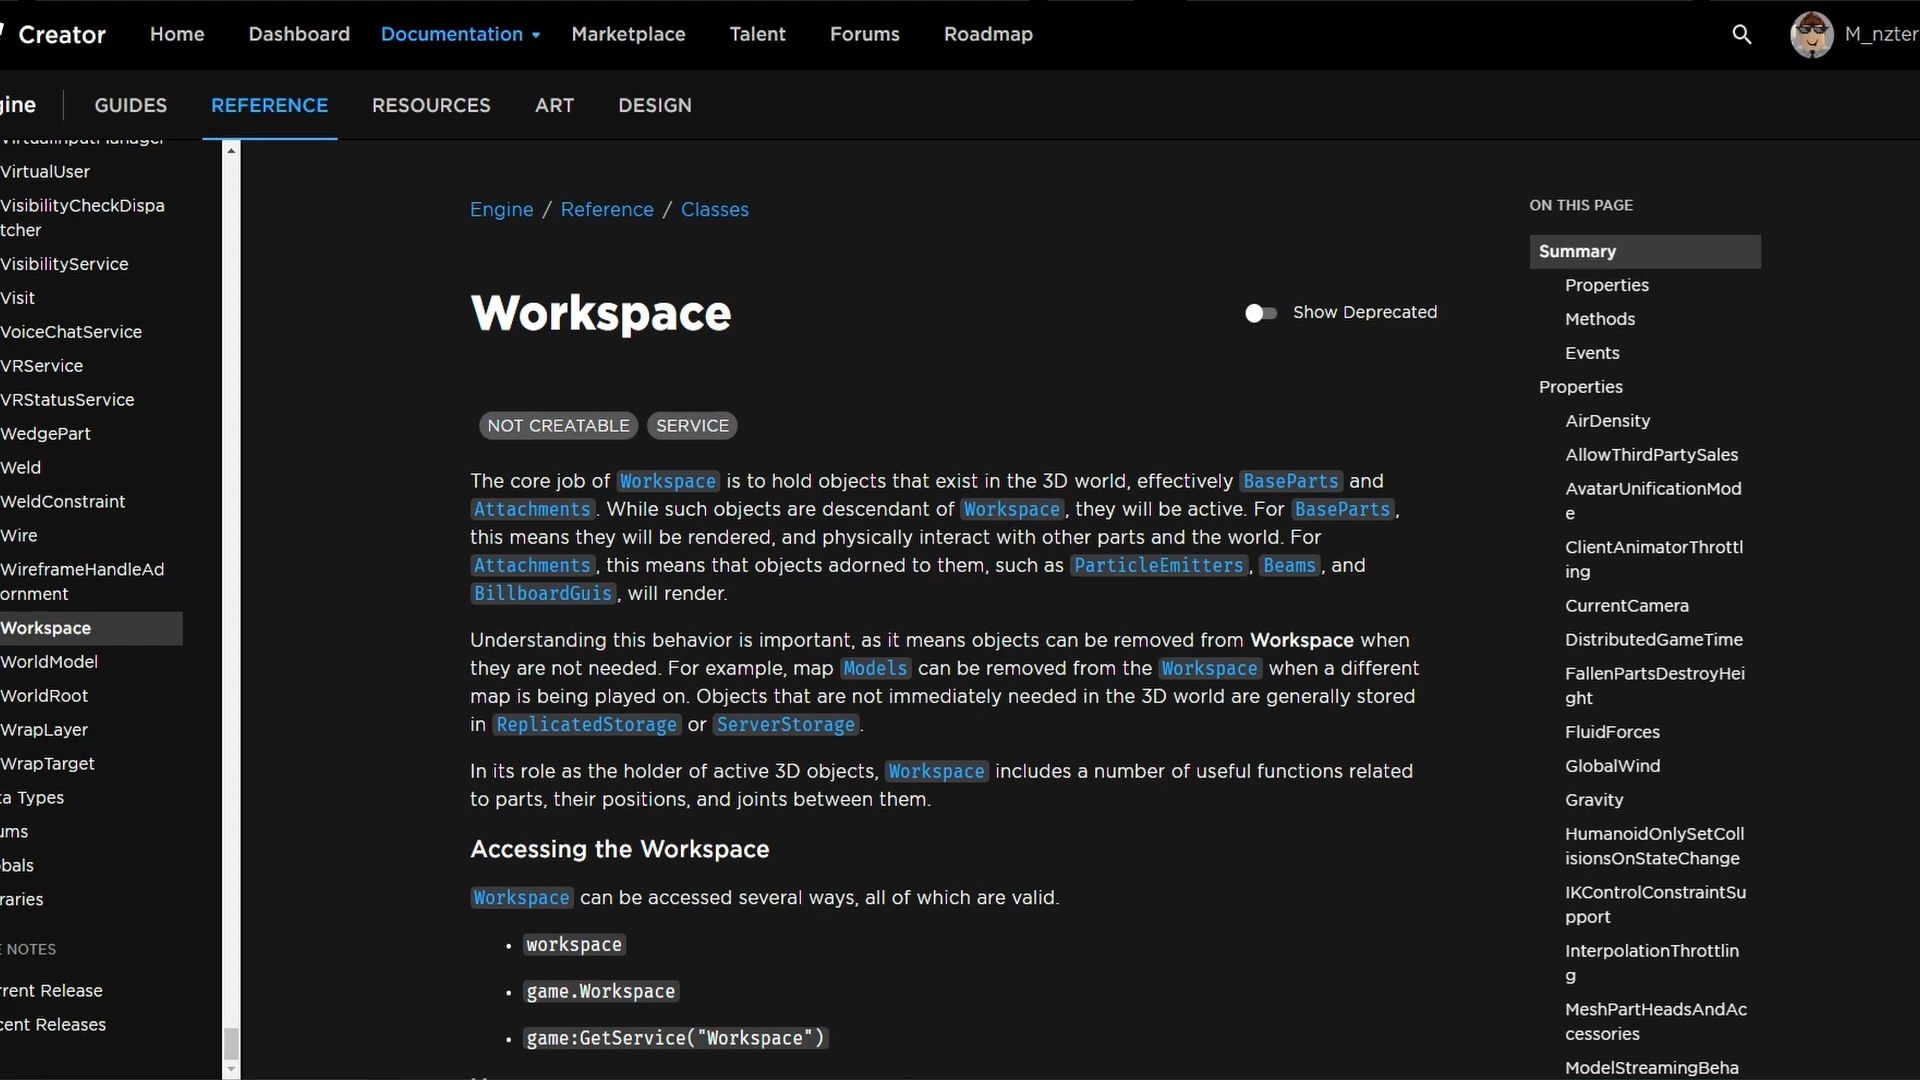 Creator Home Dashboard Documentation Marketplace Talent Forums Roadmap M_nzter
gine GUIDES REFERENCE RESOURCES ART DESIGN
VirtualInputManager
VirtualUser
VisibilityCheckDispa
tcher
VisibilityService
Visit
VoiceChatService
VRService
VRStatusService
WedgePart
Weld
WeldConstraint
Wire
WireframeHandleAd
ornment
Workspace
WorldModel
WorldRoot
WrapLayer
WrapTarget
ta Types
ums
obals
raries
E NOTES
rrent Release
cent Releases
Engine / Reference / Classes
Workspace
Show Deprecated
NOT CREATABLE SERVICE
The core job of Workspace is to hold objects that exist in the 3D world, effectively BaseParts and
Attachments. While such objects are descendant of Workspace, they will be active. For BaseParts,
this means they will be rendered, and physically interact with other parts and the world. For
Attachments, this means that objects adorned to them, such as ParticleEmitters, Beams, and
BillboardGuis, will render.
Understanding this behavior is important, as it means objects can be removed from Workspace when
they are not needed. For example, map Models can be removed from the Workspace when a different
map is being played on. Objects that are not immediately needed in the 3D world are generally stored
in ReplicatedStorage or ServerStorage.
In its role as the holder of active 3D objects, Workspace includes a number of useful functions related
to parts, their positions, and joints between them.
Accessing the Workspace
Workspace can be accessed several ways, all of which are valid.
• workspace
• game.Workspace
• game:GetService("Workspace")
ON THIS PAGE
Summary
Properties
Methods
Events
Properties
AirDensity
AllowThirdPartySales
AvatarUnificationMod
e
ClientAnimatorThrottl
ing
CurrentCamera
DistributedGameTime
FallenPartsDestroyHei
ght
FluidForces
GlobalWind
Gravity
HumanoidOnlySetColl
isionsOnStateChange
IKControlConstraintSu
pport
InterpolationThrottlin
g
MeshPartHeadsAndAc
cessories
ModelStreamingBeha